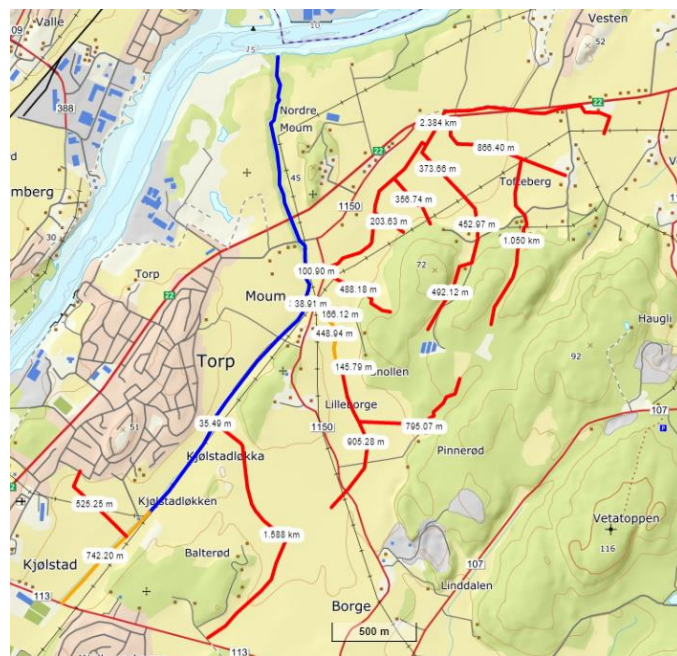 Valle
09
15
Vesten
52
388
Nordre
Moum
22
2.384 km
22
866.40 m
V
373.66 m
45
Tofteberg
mberg
356.74 m
1150
203.63 m
452.97 m
30
1.050 km
Torp
100.90 m
72
22
Moum
488.18 m
492.12 m
38.91 m
166.12 m
Haugli
448.94 m
92
Torp
145.79 m
nollen
Lilleborge
107
51
35.49 m
1150
795.07 m
905.28 m
Kjølstadløkka
Pinnerød
P
2
525.25 m
Kjølstadløkken
Vetatoppen
1.688 km
742.20 m
Balterød
116
Kjølstad
107
Linddalen
113
Borge
500 m
113